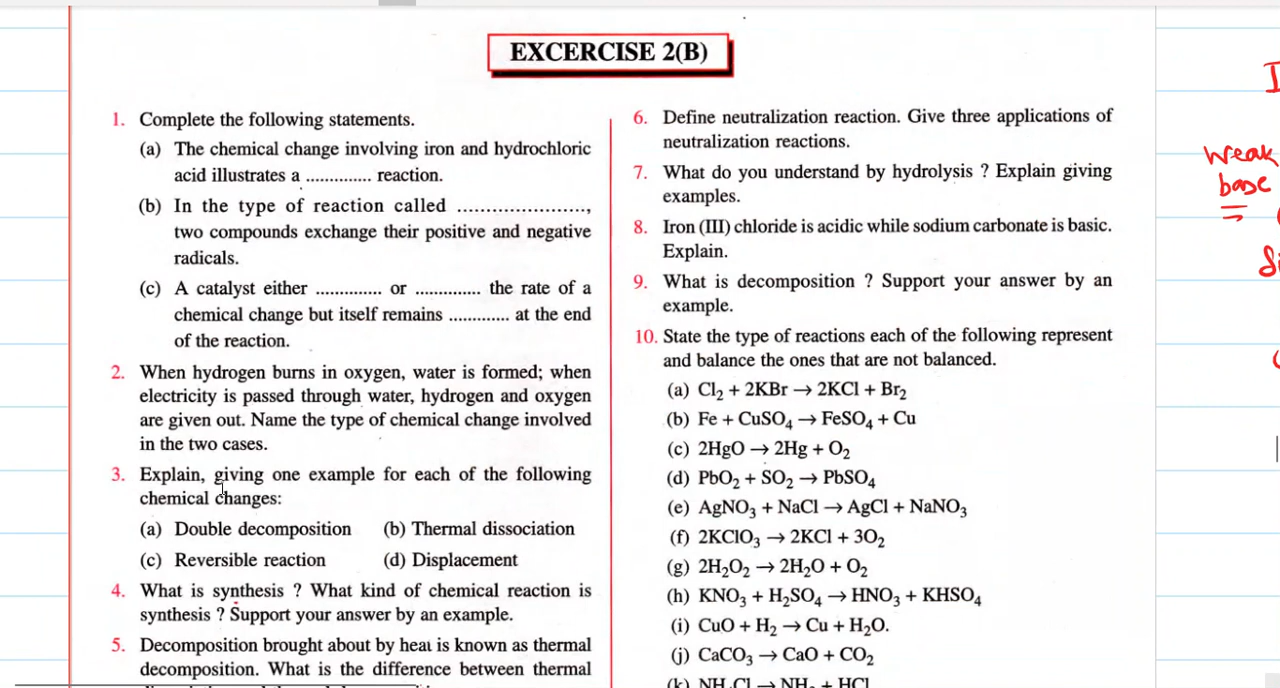 EXCERCISE 2(B)
1. Complete the following statements.
(a) The chemical change involving iron and hydrochloric
acid illustrates a ............. reaction.
(b) In the type of reaction called ......................,
two compounds exchange their positive and negative
radicals.
(c) A catalyst either ............. or ............. the rate of a
chemical change but itself remains ............ at the end
of the reaction.
2. When hydrogen burns in oxygen, water is formed; when
electricity is passed through water, hydrogen and oxygen
are given out. Name the type of chemical change involved
in the two cases.
3. Explain, giving one example for each of the following
chemical changes:
(a) Double decomposition (b) Thermal dissociation
(c) Reversible reaction (d) Displacement
4. What is synthesis ? What kind of chemical reaction is
synthesis ? Support your answer by an example.
5. Decomposition brought about by heat is known as thermal
decomposition. What is the difference between thermal
6. Define neutralization reaction. Give three applications of
neutralization reactions.
7. What do you understand by hydrolysis ? Explain giving
examples.
8. Iron (III) chloride is acidic while sodium carbonate is basic.
Explain.
9. What is decomposition ? Support your answer by an
example.
10. State the type of reactions each of the following represent
and balance the ones that are not balanced.
(a) Cl₂ + 2KBr → 2KCl + Br₂
(b) Fe + CuSO₄ → FeSO₄ + Cu
(c) 2HgO → 2Hg + O₂
(d) PbO₂ + SO₂ → PbSO₄
(e) AgNO₃ + NaCl → AgCl + NaNO₃
(f) 2KClO₃ → 2KCl + 3O₂
(g) 2H₂O₂ → 2H₂O + O₂
(h) KNO₃ + H₂SO₄ → HNO₃ + KHSO₄
(i) CuO + H₂ → Cu + H₂O.
(j) CaCO₃ → CaO + CO₂
(k) NH₄Cl → NH₃ + HCl
weak
base